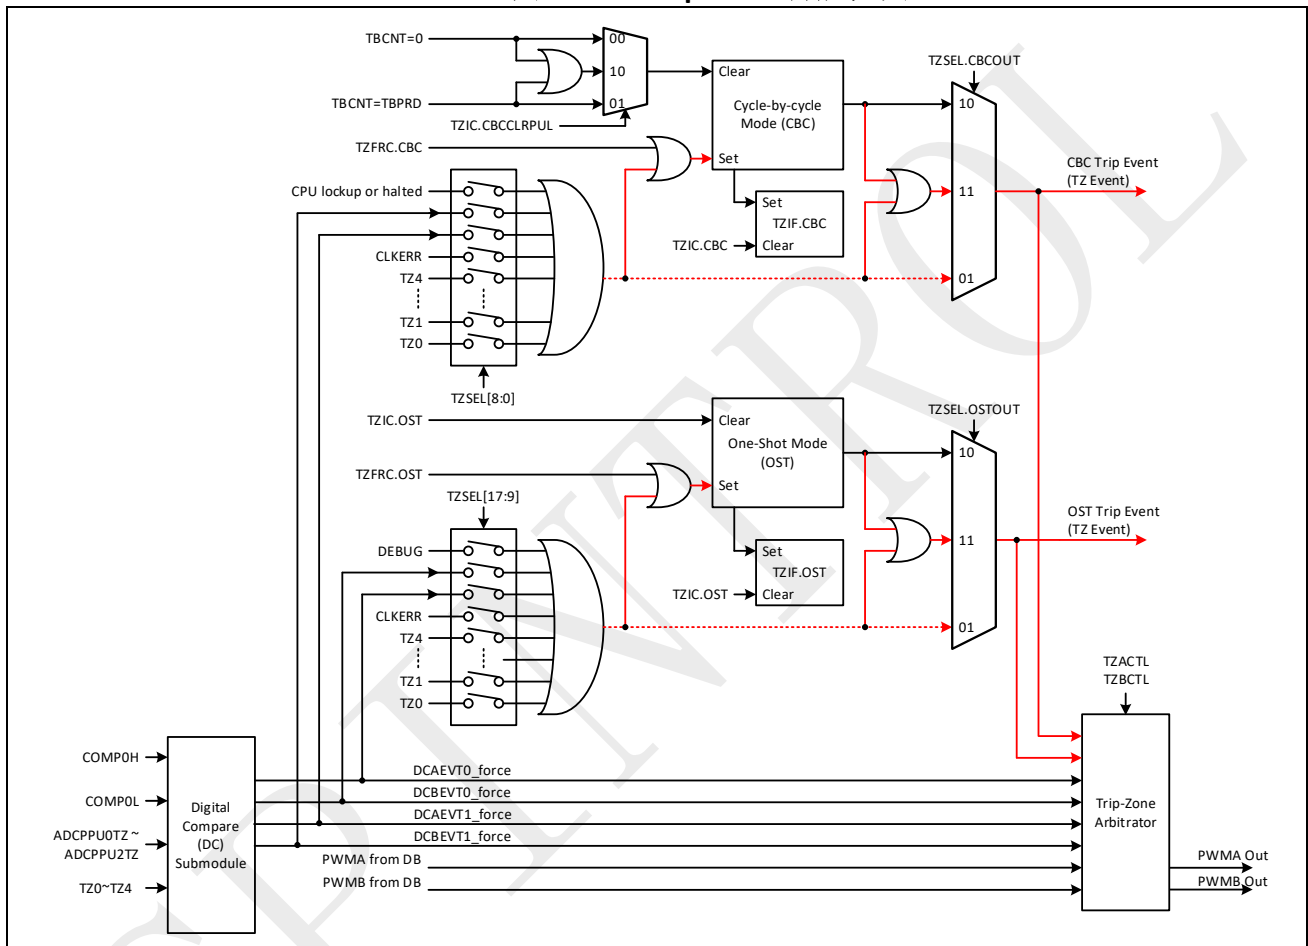 TBCNT=0
00
10
TBCNT=TBPRD
01
TZIC.CBCCLRPUL
Clear
Cycle-by-cycle
Mode (CBC)
Set
TZFRC.CBC
TZSEL.CBCOUT
10
11
01
CBC Trip Event
(TZ Event)
Set
TZIF.CBC
Clear
TZIC.CBC
CPU lockup or halted
CLKERR
TZ4
TZ1
TZ0
TZSEL[8:0]
TZIC.OST
Clear
One-Shot Mode
(OST)
Set
TZFRC.OST
TZSEL.OSTOUT
10
11
01
OST Trip Event
(TZ Event)
TZSEL[17:9]
Set
TZIF.OST
Clear
TZIC.OST
DEBUG
CLKERR
TZ4
TZ1
TZ0
TZACTL
TZBCTL
COMP0H
COMP0L
ADCPPU0TZ ~
ADCPPU2TZ
TZ0~TZ4
Digital
Compare
(DC)
Submodule
DCAEVT0_force
DCBEVT0_force
DCAEVT1_force
DCBEVT1_force
PWMA from DB
PWMB from DB
Trip-Zone
Arbitrator
PWMA Out
PWMB Out
SPINTROL